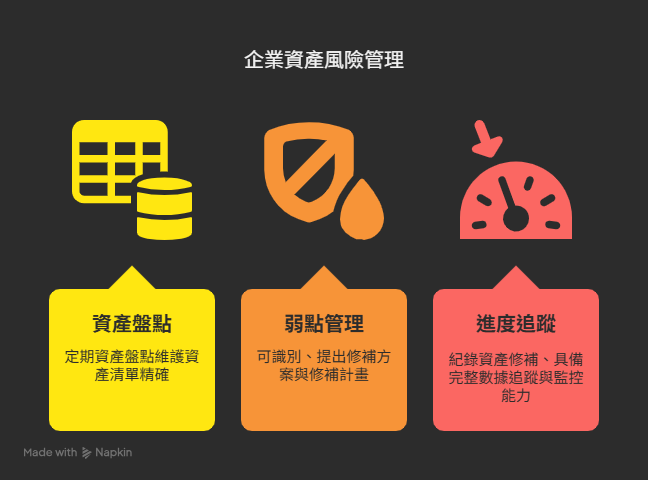 企業資產風險管理
資產盤點
定期資產盤點維護資
產清單精確
弱點管理
可識別、提出修補方
案與修補計畫
進度追蹤
紀錄資產修補、具備
完整數據追蹤與監控
能力
Made with Napkin